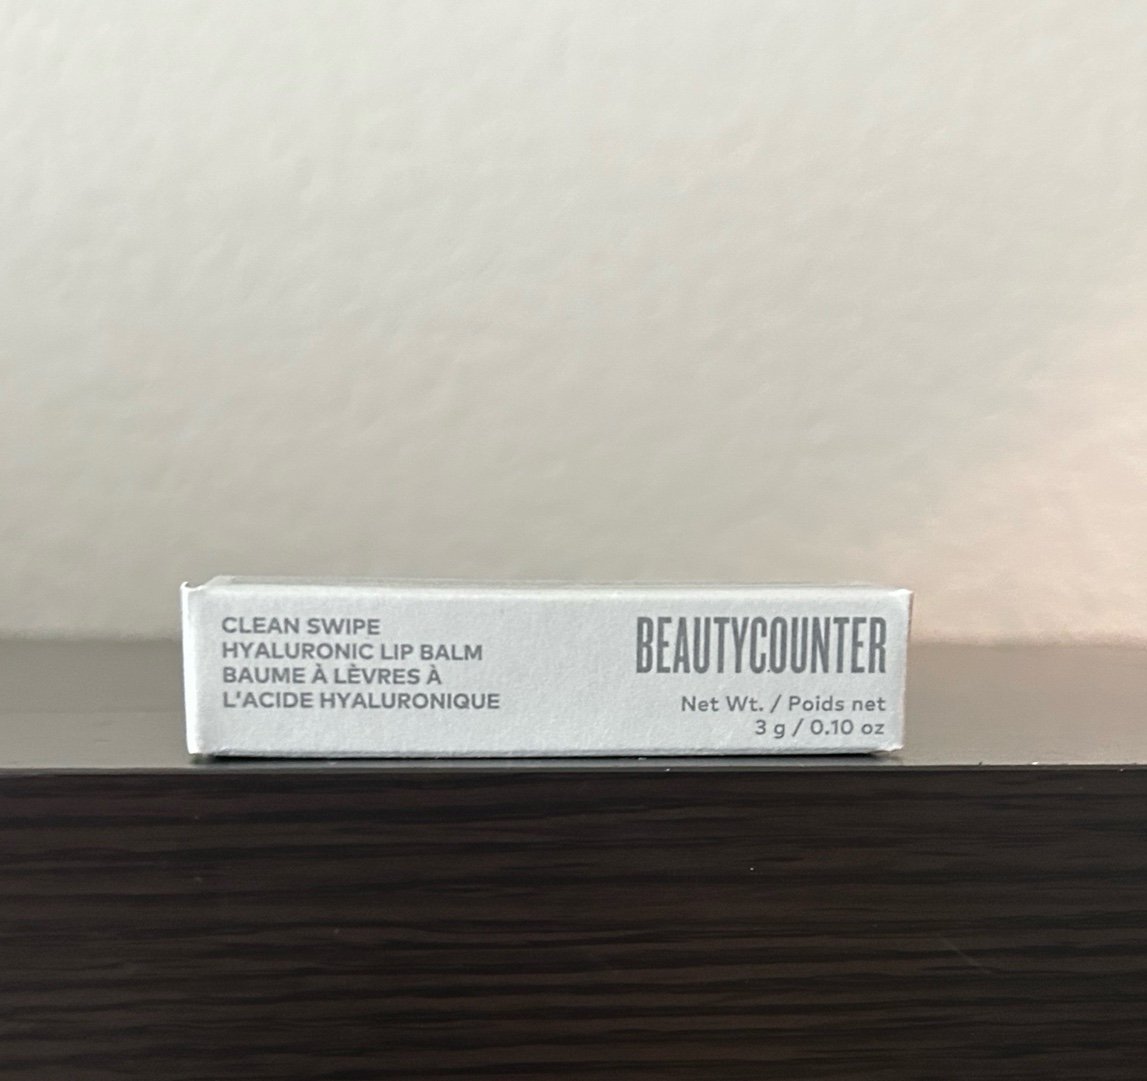 CLEAN SWIPE
HYALURONIC LIP BALM
BAUME À LÈVRES À
L'ACIDE HYALURONIQUE
BEAUTYCOUNTER
Net Wt. / Poids net
3 g / 0.10 oz